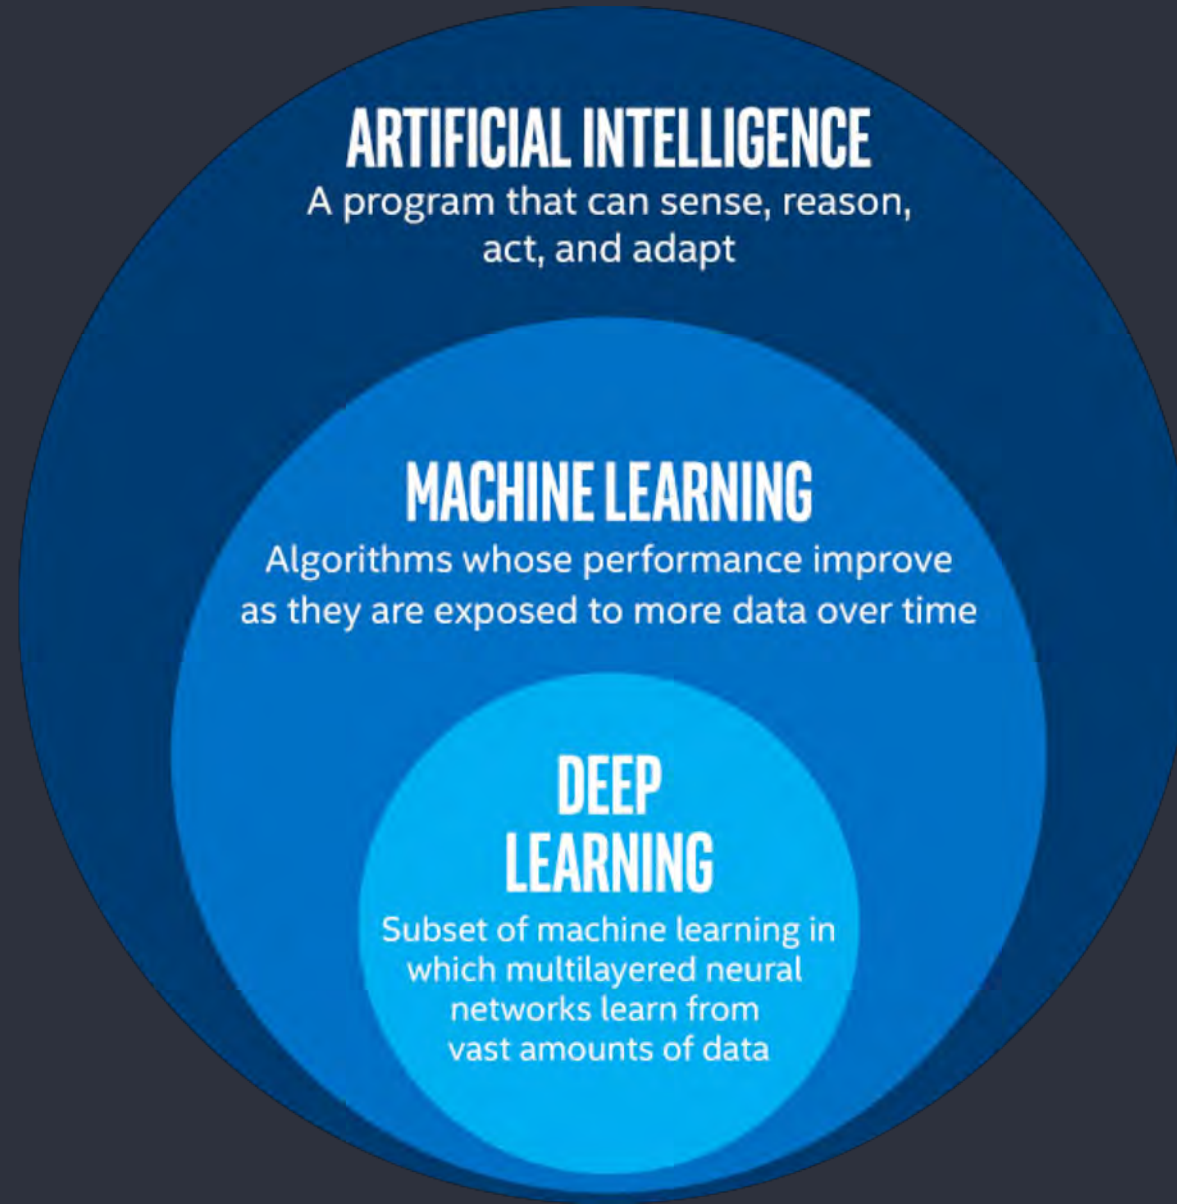 ARTIFICIAL INTELLIGENCE
A program that can sense, reason,
act, and adapt
MACHINE LEARNING
Algorithms whose performance improve
as they are exposed to more data over time
DEEP
LEARNING
Subset of machine learning in
which multilayered neural
networks learn from
vast amounts of data